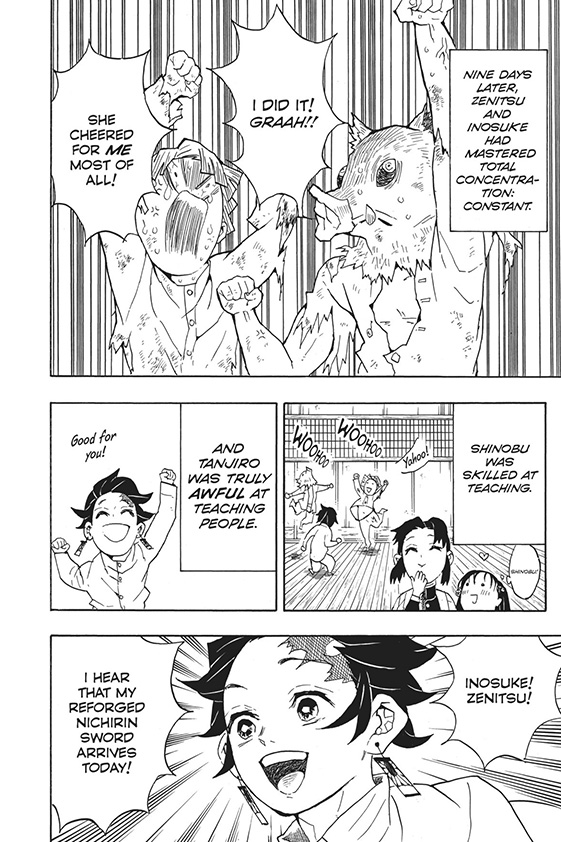 NINE DAYS
LATER,
ZENITSU
AND
INOSUKE
HAD
MASTERED
TOTAL
CONCENTRA-
TION:
CONSTANT.
I DID IT!
GRAAH!!
SHE
CHEERED
FOR ME
MOST OF
ALL!
SHINOBU
WAS
SKILLED AT
TEACHING.
Yahoo!
WOOHOO
WOOHOO
SHINOBU!
AND
TANJIRO
WAS TRULY
AWFUL AT
TEACHING
PEOPLE.
Good for
you!
INOSUKE!
ZENITSU!
I HEAR
THAT MY
REFORGED
NICHIRIN
SWORD
ARRIVES
TODAY!